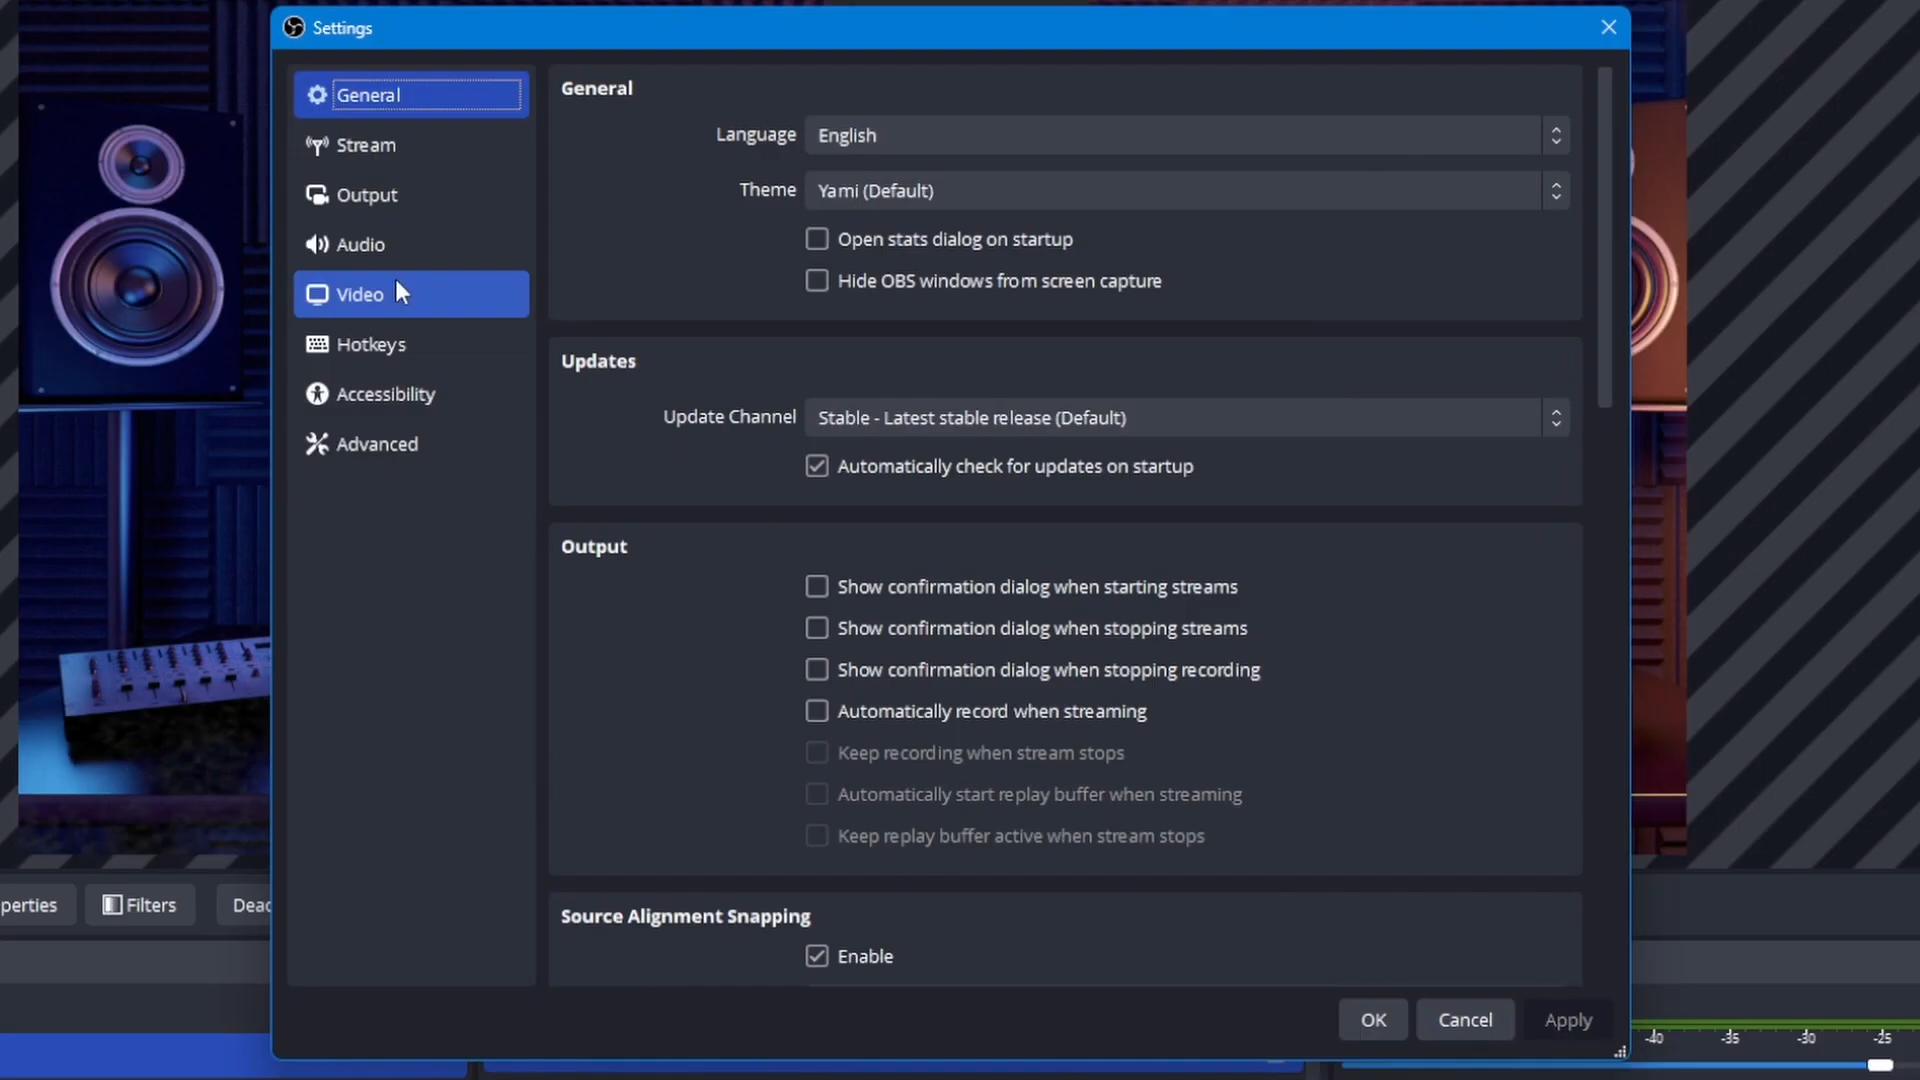 Settings
General
Stream
Output
Audio
Video
Hotkeys
Accessibility
Advanced
General
Language English
Theme Yami (Default)
Open stats dialog on startup
Hide OBS windows from screen capture
Updates
Update Channel Stable - Latest stable release (Default)
Automatically check for updates on startup
Output
Show confirmation dialog when starting streams
Show confirmation dialog when stopping streams
Show confirmation dialog when stopping recording
Automatically record when streaming
Keep recording when stream stops
Automatically start replay buffer when streaming
Keep replay buffer active when stream stops
Source Alignment Snapping
Enable
OK Cancel Apply
perties Filters Deac
-40 -35 -30 -25